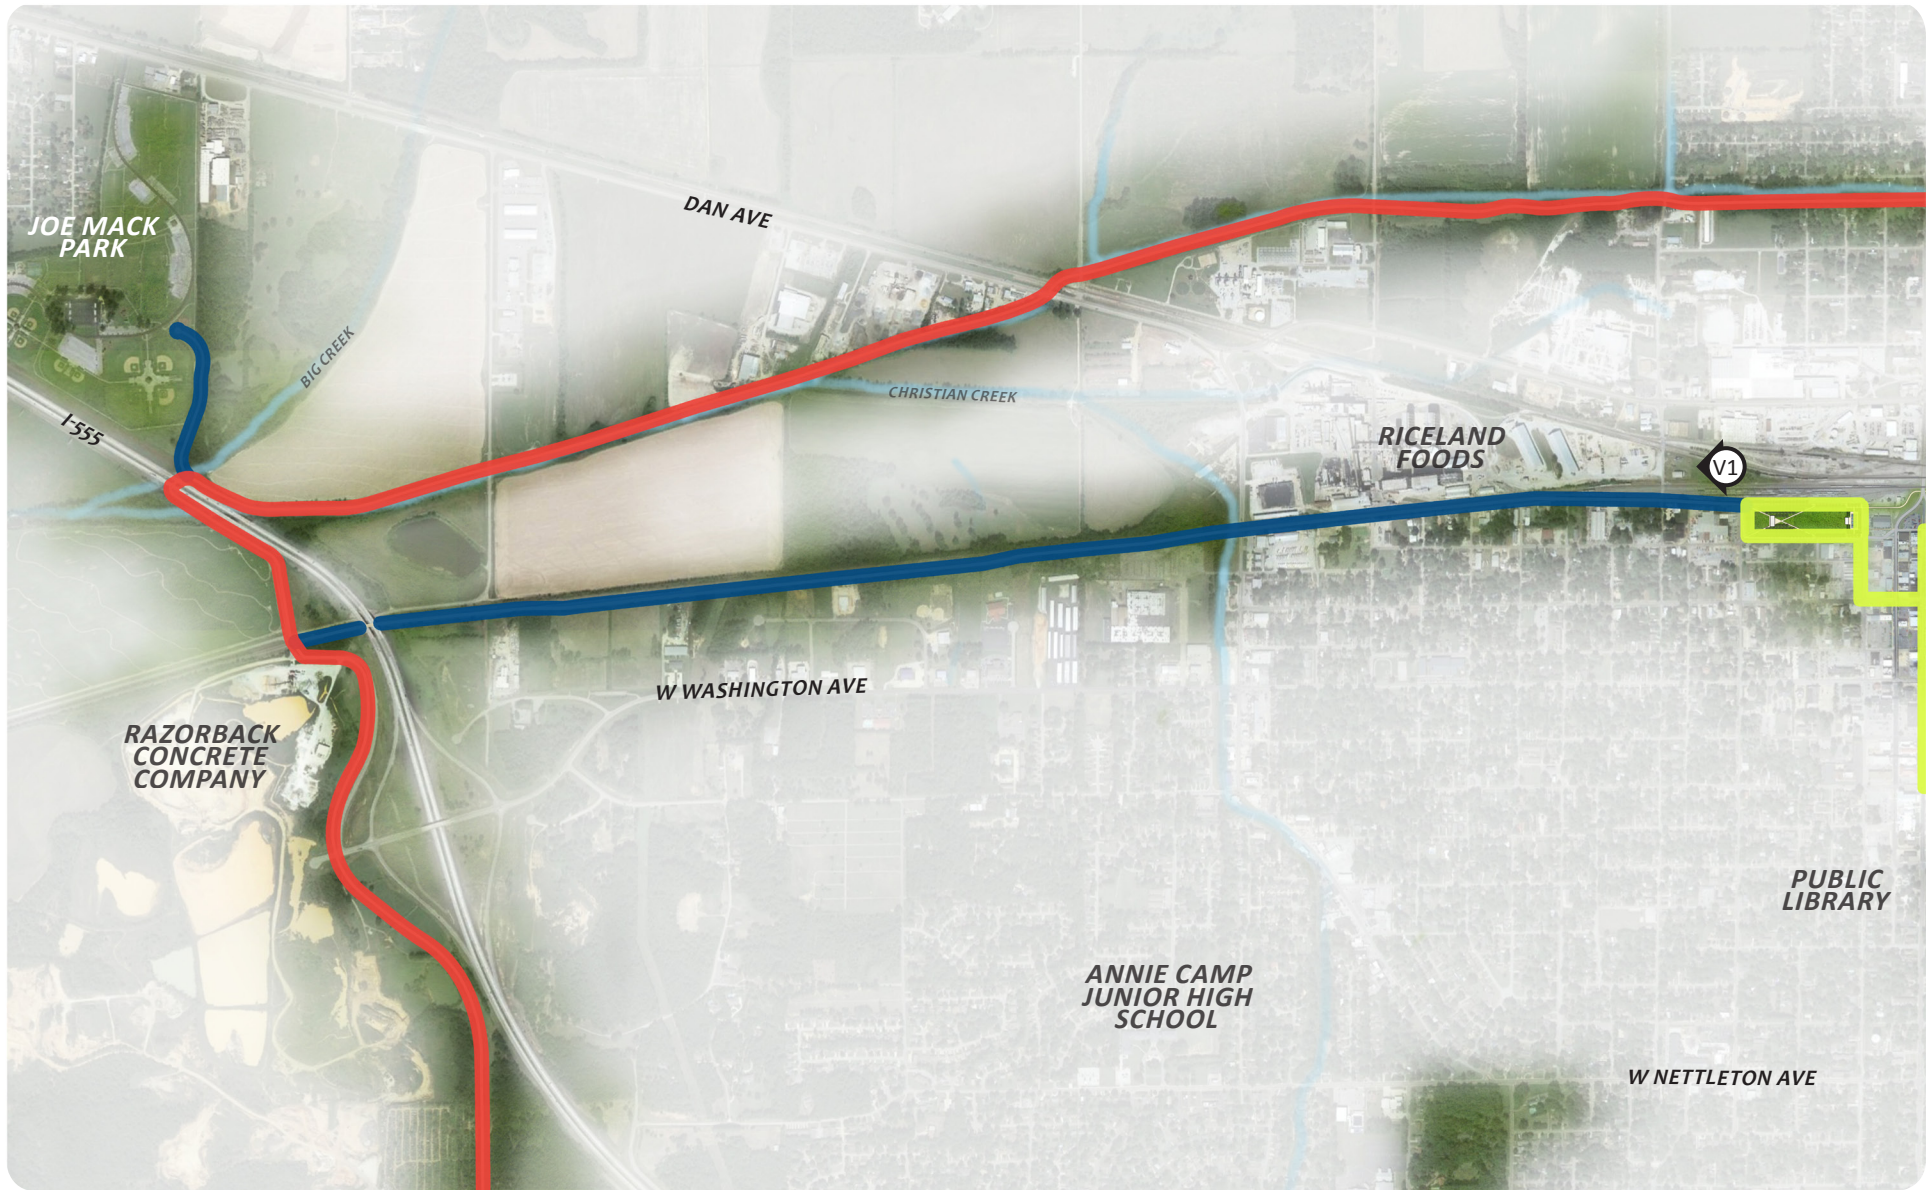 DAN AVE
JOE MACK
PARK
BIG CREEK
CHRISTIAN CREEK
I-555
RICELAND
FOODS
V1
W WASHINGTON AVE
RAZORBACK
CONCRETE
COMPANY
PUBLIC
LIBRARY
ANNIE CAMP
JUNIOR HIGH
SCHOOL
W NETTLETON AVE